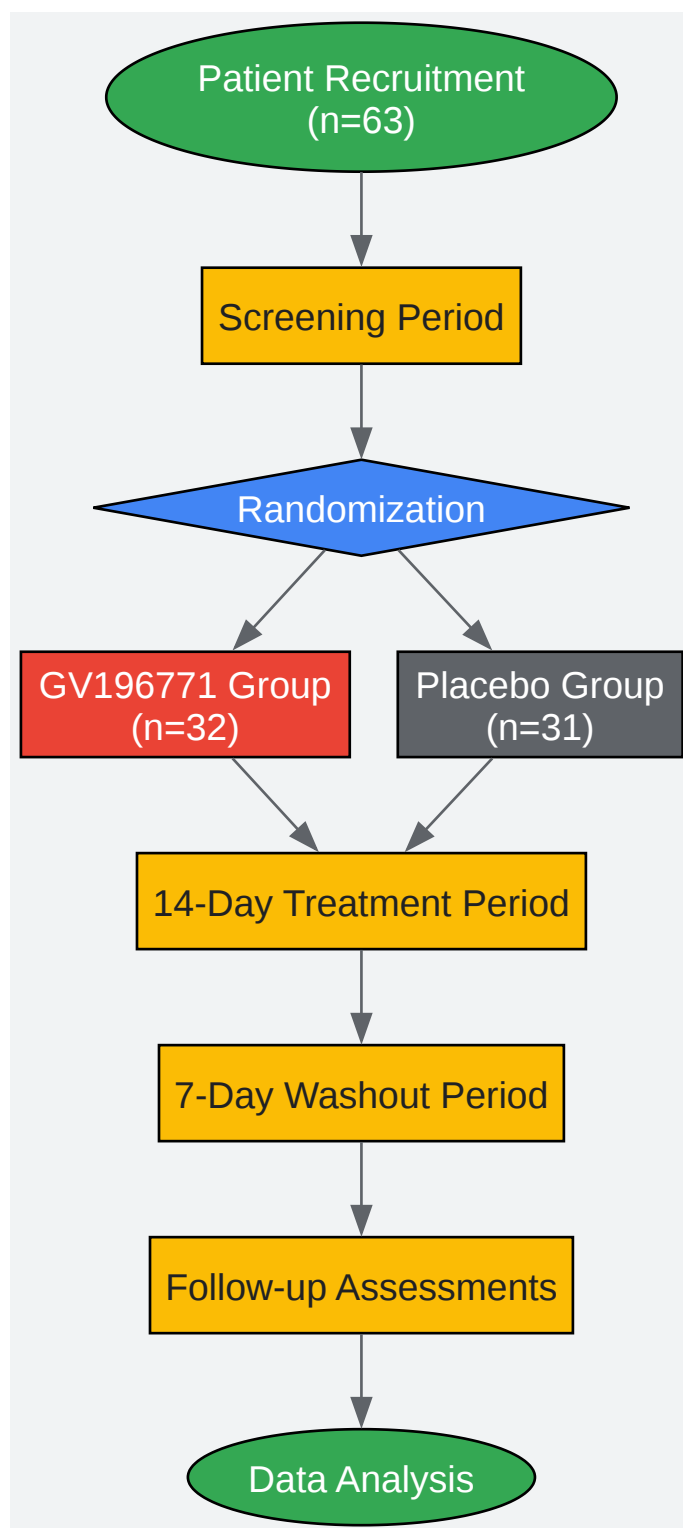 Patient Recruitment
(n=63)
Screening Period
Randomization
GV196771 Group
(n=32)
Placebo Group
(n=31)
14-Day Treatment Period
7-Day Washout Period
Follow-up Assessments
Data Analysis